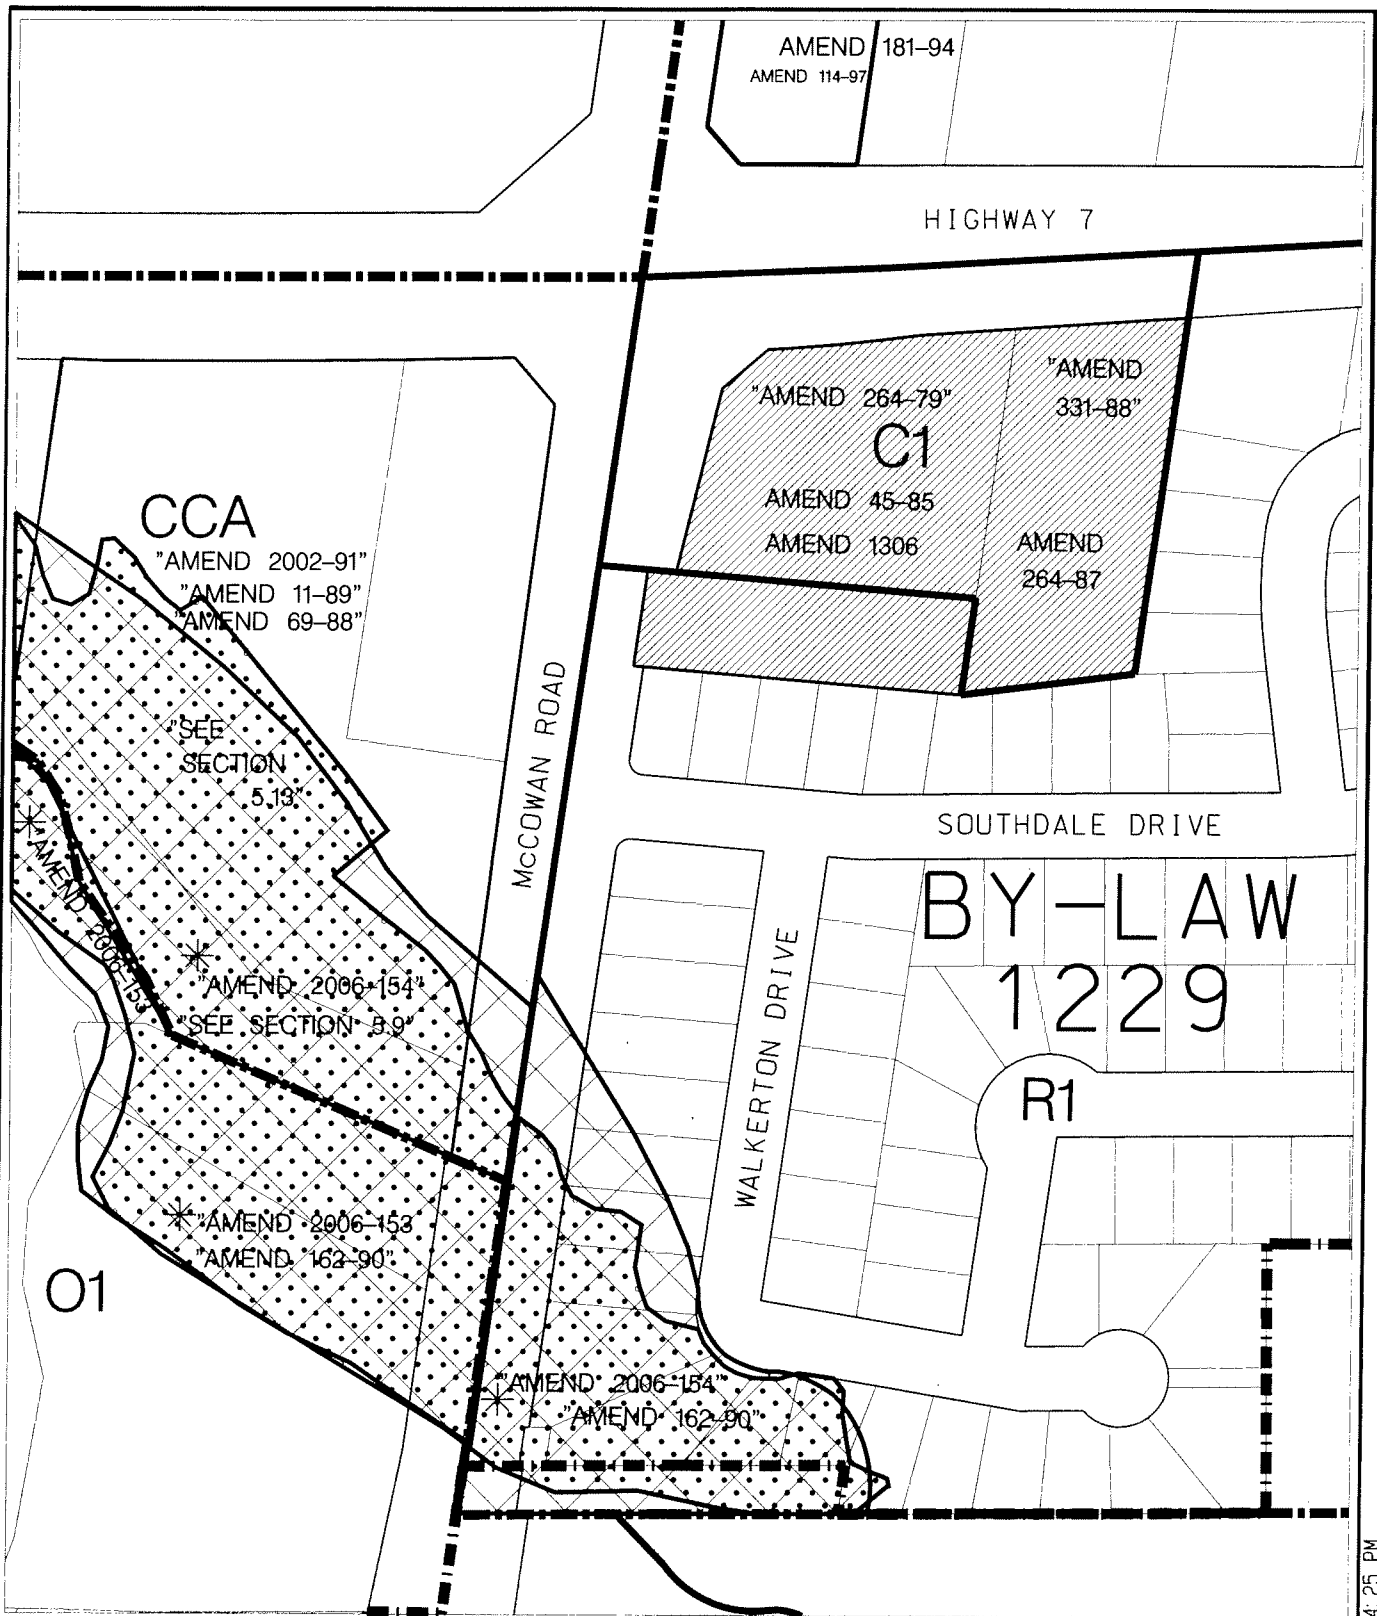 AMEND 181-94
AMEND 114-97
HIGHWAY 7
"AMEND 264-79"
C1
AMEND 45-85
AMEND 1306
"AMEND
331-88"
AMEND
264-87
CCA
"AMEND 2002-91"
"AMEND 11-89"
"AMEND 69-88"
"SEE
SECTION
5.13"
McCOWAN ROAD
SOUTHDALE DRIVE
BY-LAW
1229
WALKERTON DRIVE
R1
"AMEND 2006-153"
"AMEND 2006-154"
"SEE SECTION 5.9"
"AMEND 2006-153
"AMEND 162-90"
O1
"AMEND 2006-154"
"AMEND 162-90"
4:25 PM